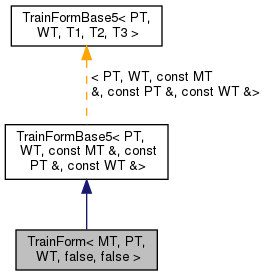 TrainFormBase5< PT,
WT, T1, T2, T3 >
< PT, WT, const MT
&, const PT &, const WT &>
TrainFormBase5< PT,
WT, const MT &, const
PT &, const WT &>
TrainForm< MT, PT,
WT, false, false >